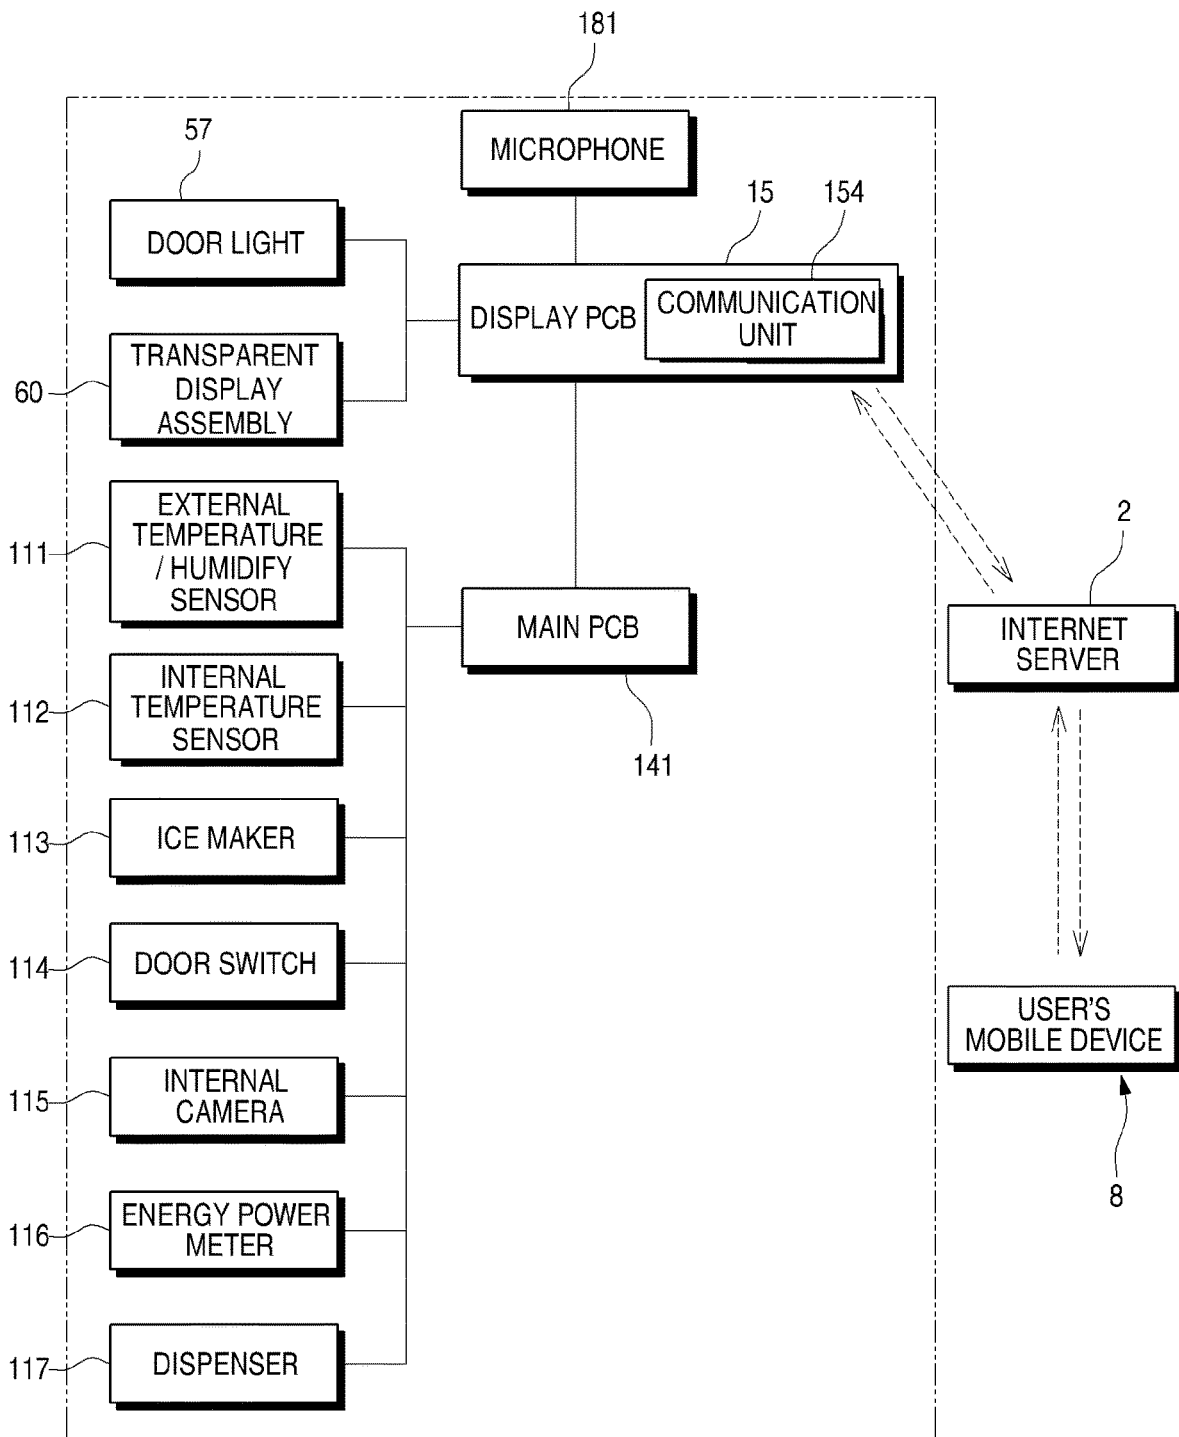 181
MICROPHONE
57
DOOR LIGHT
15
154
DISPLAY PCB
COMMUNICATION
UNIT
60
TRANSPARENT
DISPLAY
ASSEMBLY
111
EXTERNAL
TEMPERATURE
/ HUMIDIFY
SENSOR
MAIN PCB
141
2
INTERNET
SERVER
112
INTERNAL
TEMPERATURE
SENSOR
113
ICE MAKER
114
DOOR SWITCH
USER'S
MOBILE DEVICE
8
115
INTERNAL
CAMERA
116
ENERGY POWER
METER
117
DISPENSER